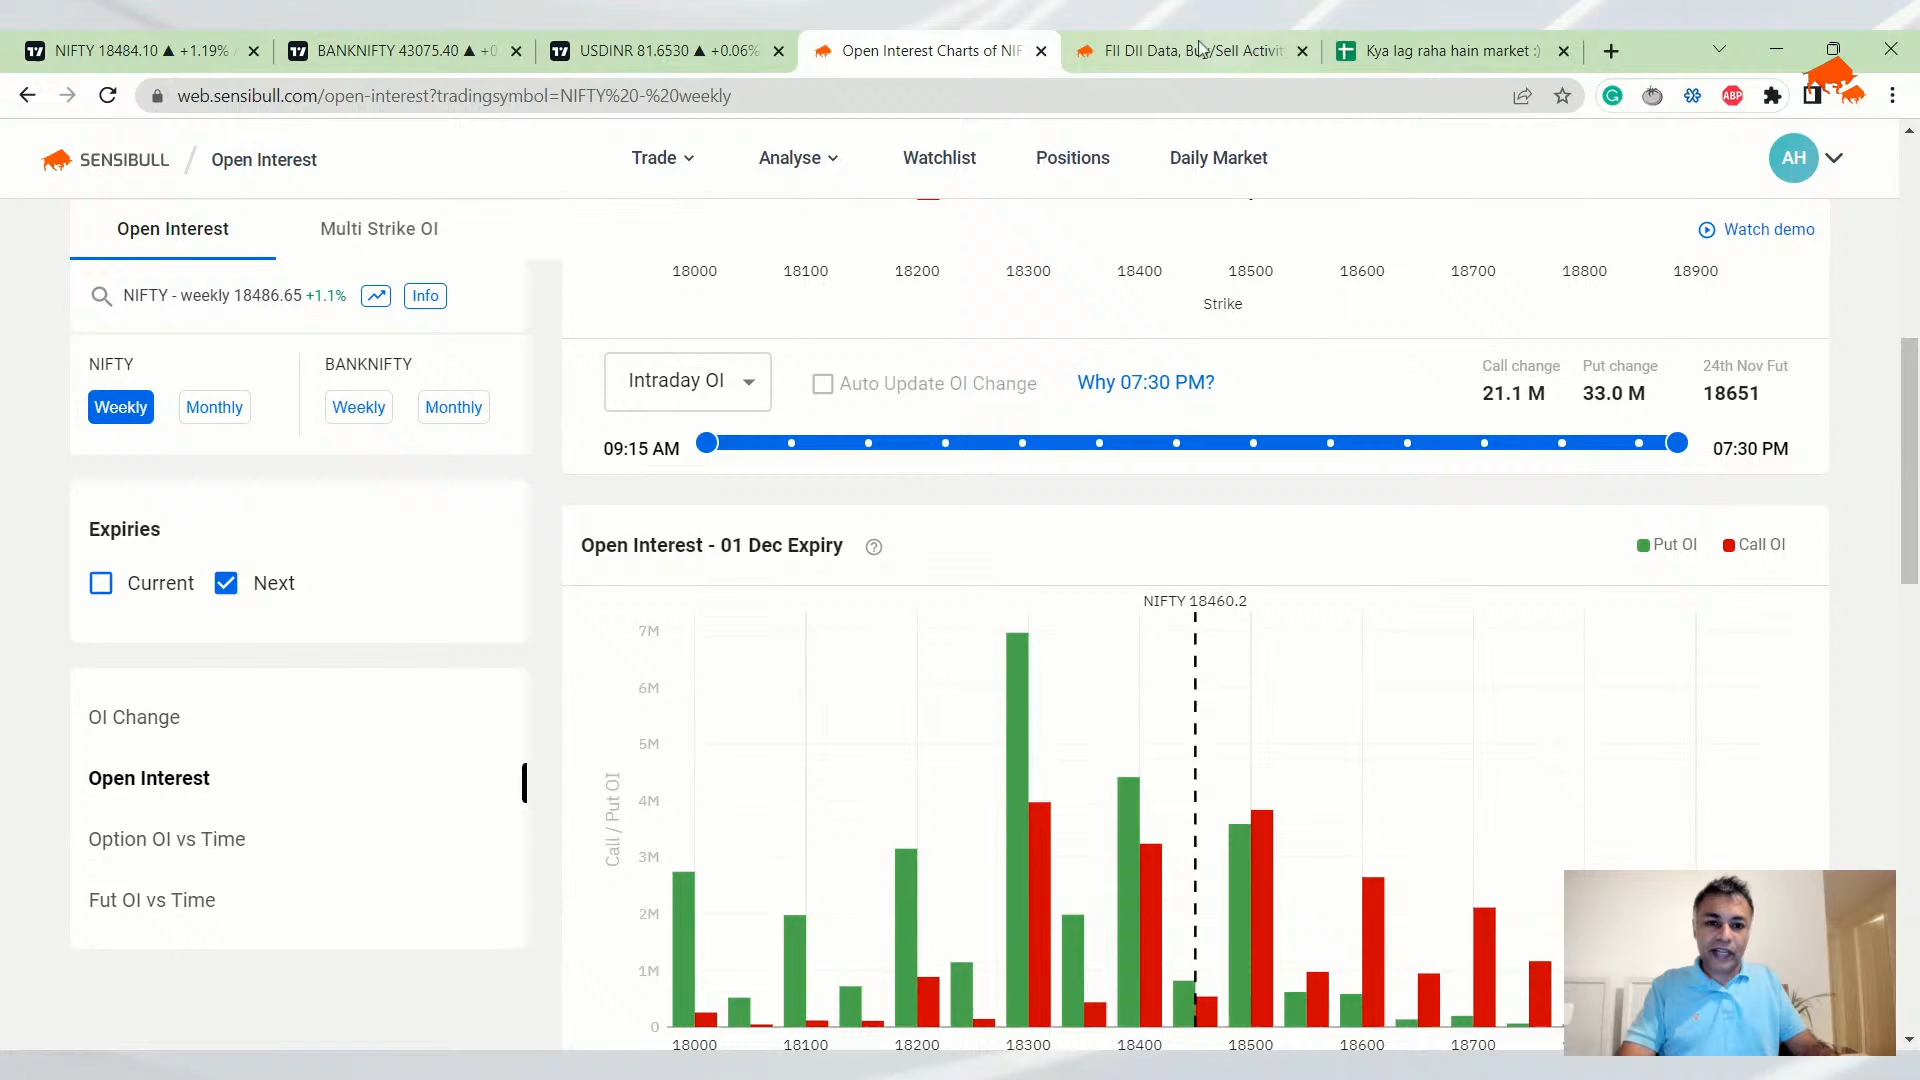 NIFTY 18484.10 ▲ +1.19%
BANKNIFTY 43075.40 ▲ +0
USDINR 81.6530 ▲ +0.06%
Open Interest Charts of NIF
FII DII Data, Buy/Sell Activit
Kya lag raha hain market :)
web.sensibull.com/open-interest?tradingsymbol=NIFTY%20-%20weekly
ABP
SENSIBULL / Open Interest
Trade
Analyse
Watchlist
Positions
Daily Market
AH
Open Interest
Multi Strike OI
Watch demo
NIFTY - weekly 18486.65 +1.1%
Info
NIFTY
Weekly
Monthly
BANKNIFTY
Weekly
Monthly
Expiries
Current
Next
OI Change
Open Interest
Option OI vs Time
Fut OI vs Time
18000 18100 18200 18300 18400 18500 18600 18700 18800 18900
Strike
Intraday OI
Auto Update OI Change
Why 07:30 PM?
Call change
21.1 M
Put change
33.0 M
24th Nov Fut
18651
09:15 AM
07:30 PM
Open Interest - 01 Dec Expiry
Put OI
Call OI
NIFTY 18460.2
Call / Put OI
7M
6M
5M
4M
3M
2M
1M
0
18000 18100 18200 18300 18400 18500 18600 18700